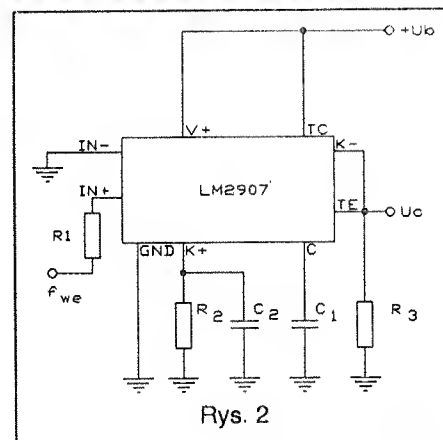 +Ub
V+
TC
IN-
K-
LM2907
IN+
TE
Uc
R1
GND
K+
C
fwe
R2
C2
C1
R3
Rys. 2